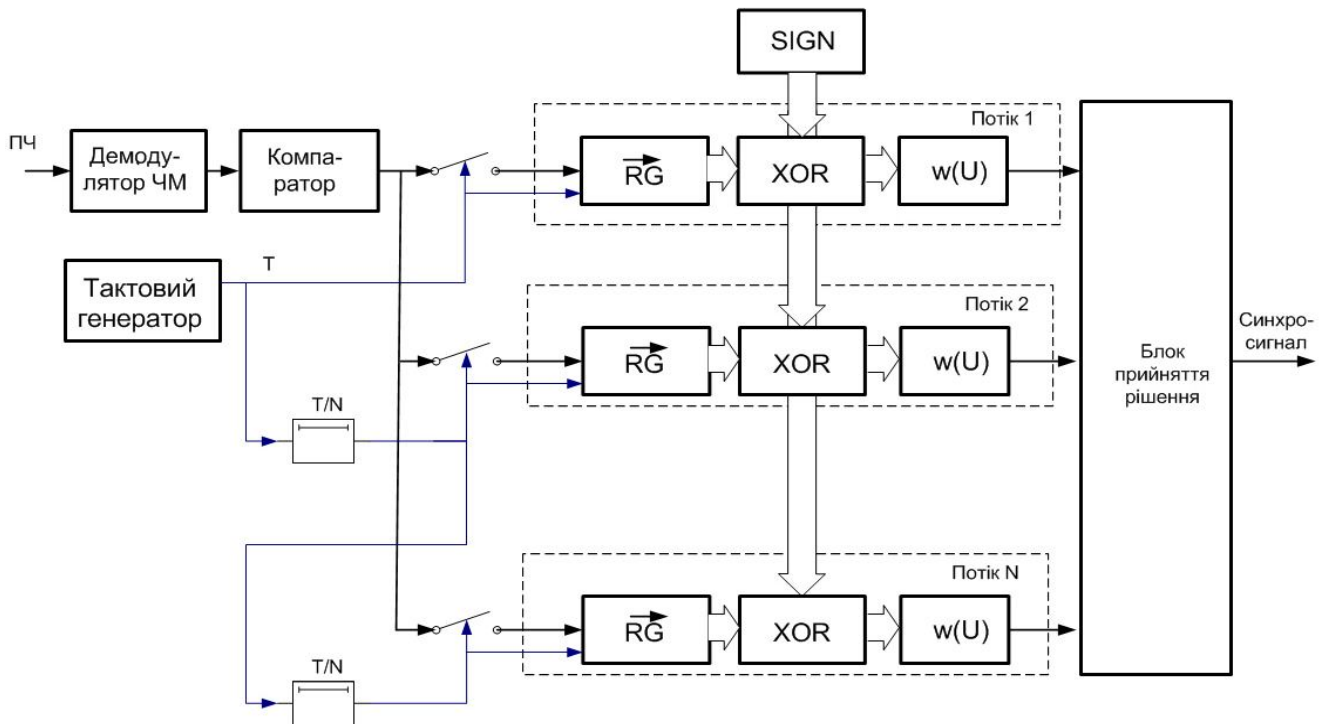 SIGN
Потік 1
ПЧ
Демоду-
лятор ЧМ
Компа-
ратор
RG
XOR
w(U)
T
Тактовий
генератор
Потік 2
RG
XOR
w(U)
Синхро-
сигнал
Блок
прийняття
рішення
T/N
Потік N
RG
XOR
w(U)
T/N